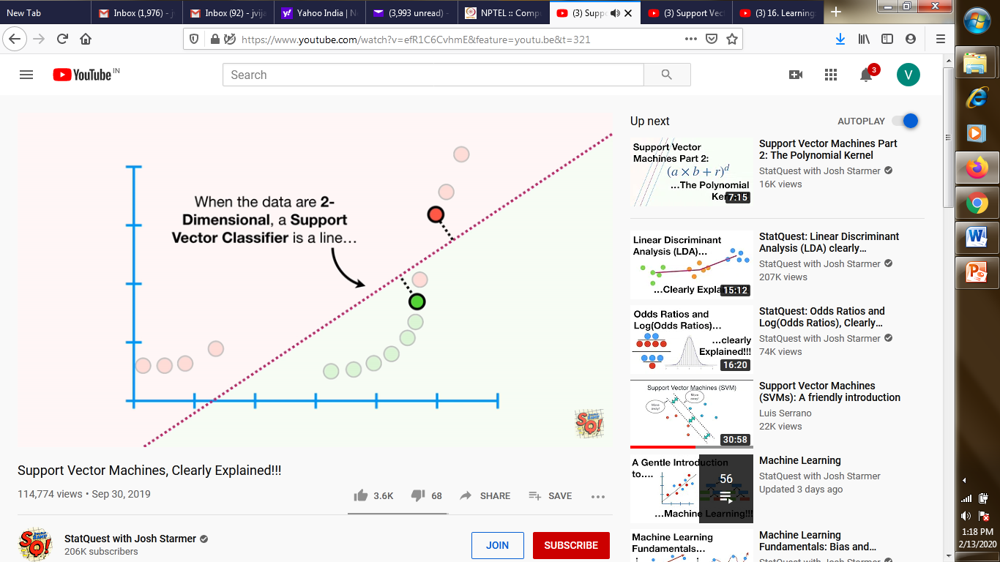 New Tab
Inbox (1,976) - j
Inbox (92) - jvija
Yahoo India | N
(3,993 unread) -
NPTEL :: Comp
(3) Suppo
(3) Support Vec
(3) 16. Learning
https://www.youtube.com/watch?v=efR1C6CvhmE&feature=youtu.be&t=321
YouTube IN
Search
3
V
When the data are 2-
Dimensional, a Support
Vector Classifier is a line…
Support Vector Machines, Clearly Explained!!!
114,774 views • Sep 30, 2019
3.6K
68
SHARE
SAVE
StatQuest with Josh Starmer
206K subscribers
JOIN
SUBSCRIBE
Up next
AUTOPLAY
Support Vector
Machines Part 2:
(a × b + r)^d
…The Polynomial
7:15
Support Vector Machines Part
2: The Polynomial Kernel
StatQuest with Josh Starmer
16K views
Linear Discriminant
Analysis (LDA)…
…Clearly Expla
15:12
StatQuest: Linear Discriminant
Analysis (LDA) clearly…
StatQuest with Josh Starmer
207K views
Odds Ratios and
Log(Odds Ratios)…
…clearly
Explained!!!
16:20
StatQuest: Odds Ratios and
Log(Odds Ratios), Clearly…
StatQuest with Josh Starmer
74K views
Support Vector Machines (SVM)
Move away!
Move away!
30:58
Support Vector Machines
(SVMs): A friendly introduction
Luis Serrano
22K views
A Gentle Introduction
to….
…Machine Learning!!!
56
Machine Learning
StatQuest with Josh Starmer
Updated 3 days ago
Machine Learning
Fundamentals…
Machine Learning
Fundamentals: Bias and…
StatQuest with Josh Starmer
1:18 PM
2/13/2020